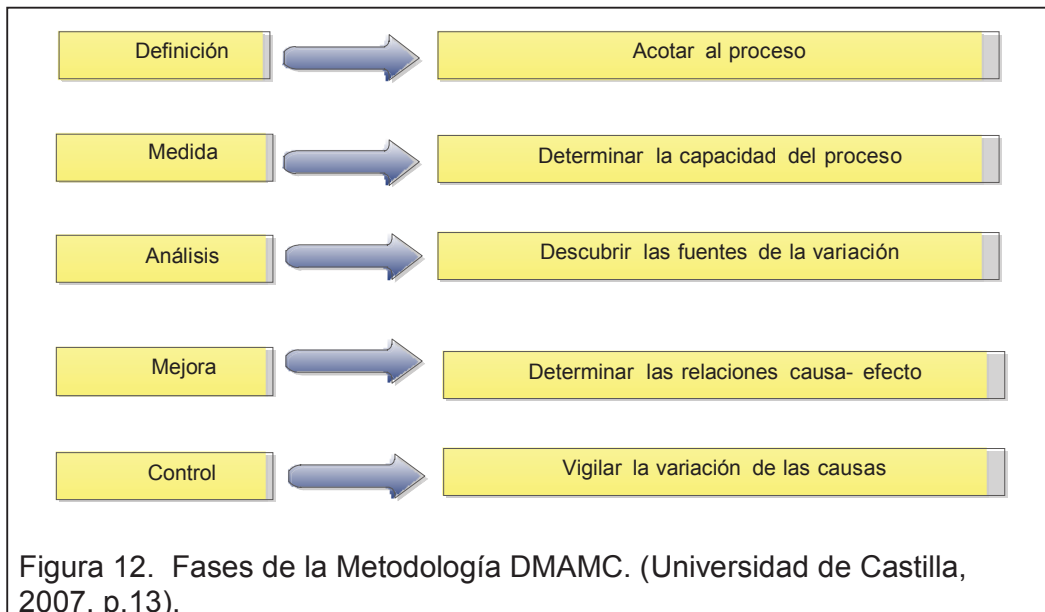 Definición
Acotar al proceso
Medida
Determinar la capacidad del proceso
Análisis
Descubrir las fuentes de la variación
Mejora
Determinar las relaciones causa- efecto
Control
Vigilar la variación de las causas
Figura 12. Fases de la Metodología DMAMC. (Universidad de Castilla,
2007, p.13).